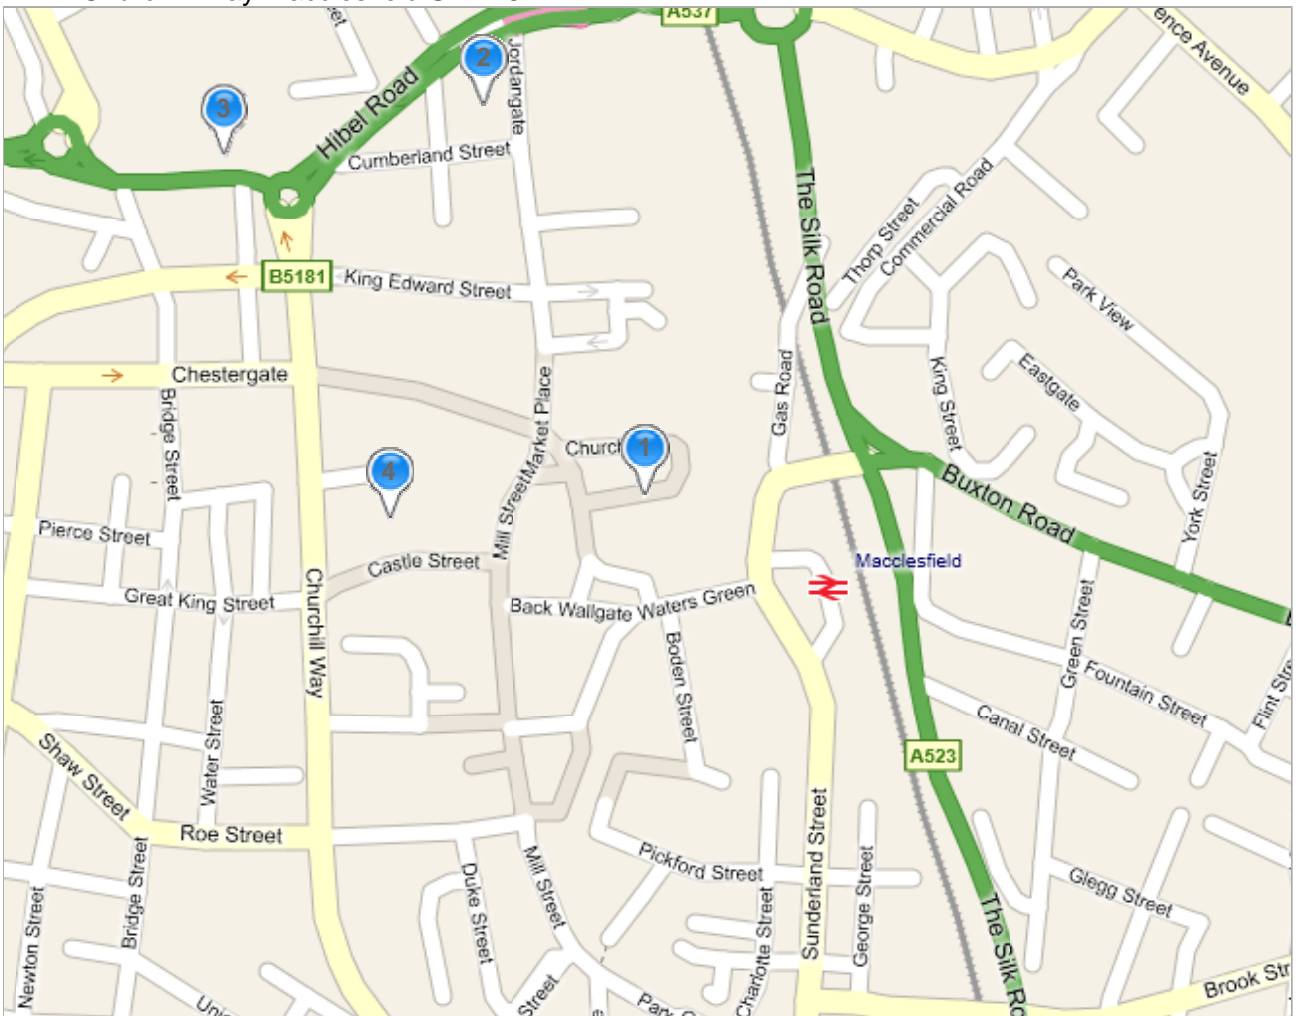 A537
ence Avenue
Jordangate
2
3
Hibel Road
Cumberland Street
The Silk Road
Thorp Street
Commercial Road
B5181
King Edward Street
Park View
Chestergate
Bridge Street
Market Place
Gas Road
King Street
Eastgate
Church
1
4
Mill Street
Buxton Road
York Street
Pierce Street
Castle Street
Macclesfield
Great King Street
Churchill Way
Back Wallgate
Waters Green
Boden Street
Green Street
Fountain Street
Flint Stre
Water Street
Canal Street
A523
Shaw Street
Roe Street
Sunderland Street
Pickford Street
George Street
Glegg Street
Mill Street
Duke Street
Bridge Street
Newton Street
Charlotte Street
The Silk Ro
Brook Str
Street